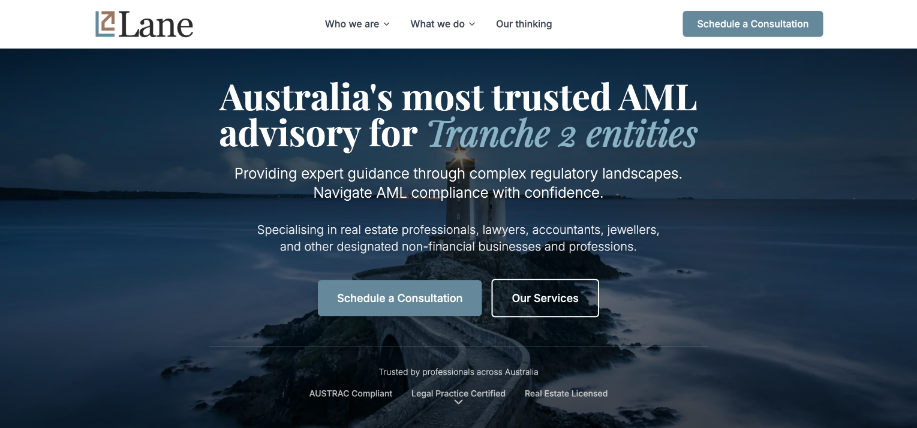 Lane
Who we are
What we do
Our thinking
Schedule a Consultation
Australia's most trusted AML
advisory for Tranche 2 entities
Providing expert guidance through complex regulatory landscapes.
Navigate AML compliance with confidence.
Specialising in real estate professionals, lawyers, accountants, jewellers,
and other designated non-financial businesses and professions.
Schedule a Consultation
Our Services
Trusted by professionals across Australia
AUSTRAC Compliant
Legal Practice Certified
Real Estate Licensed